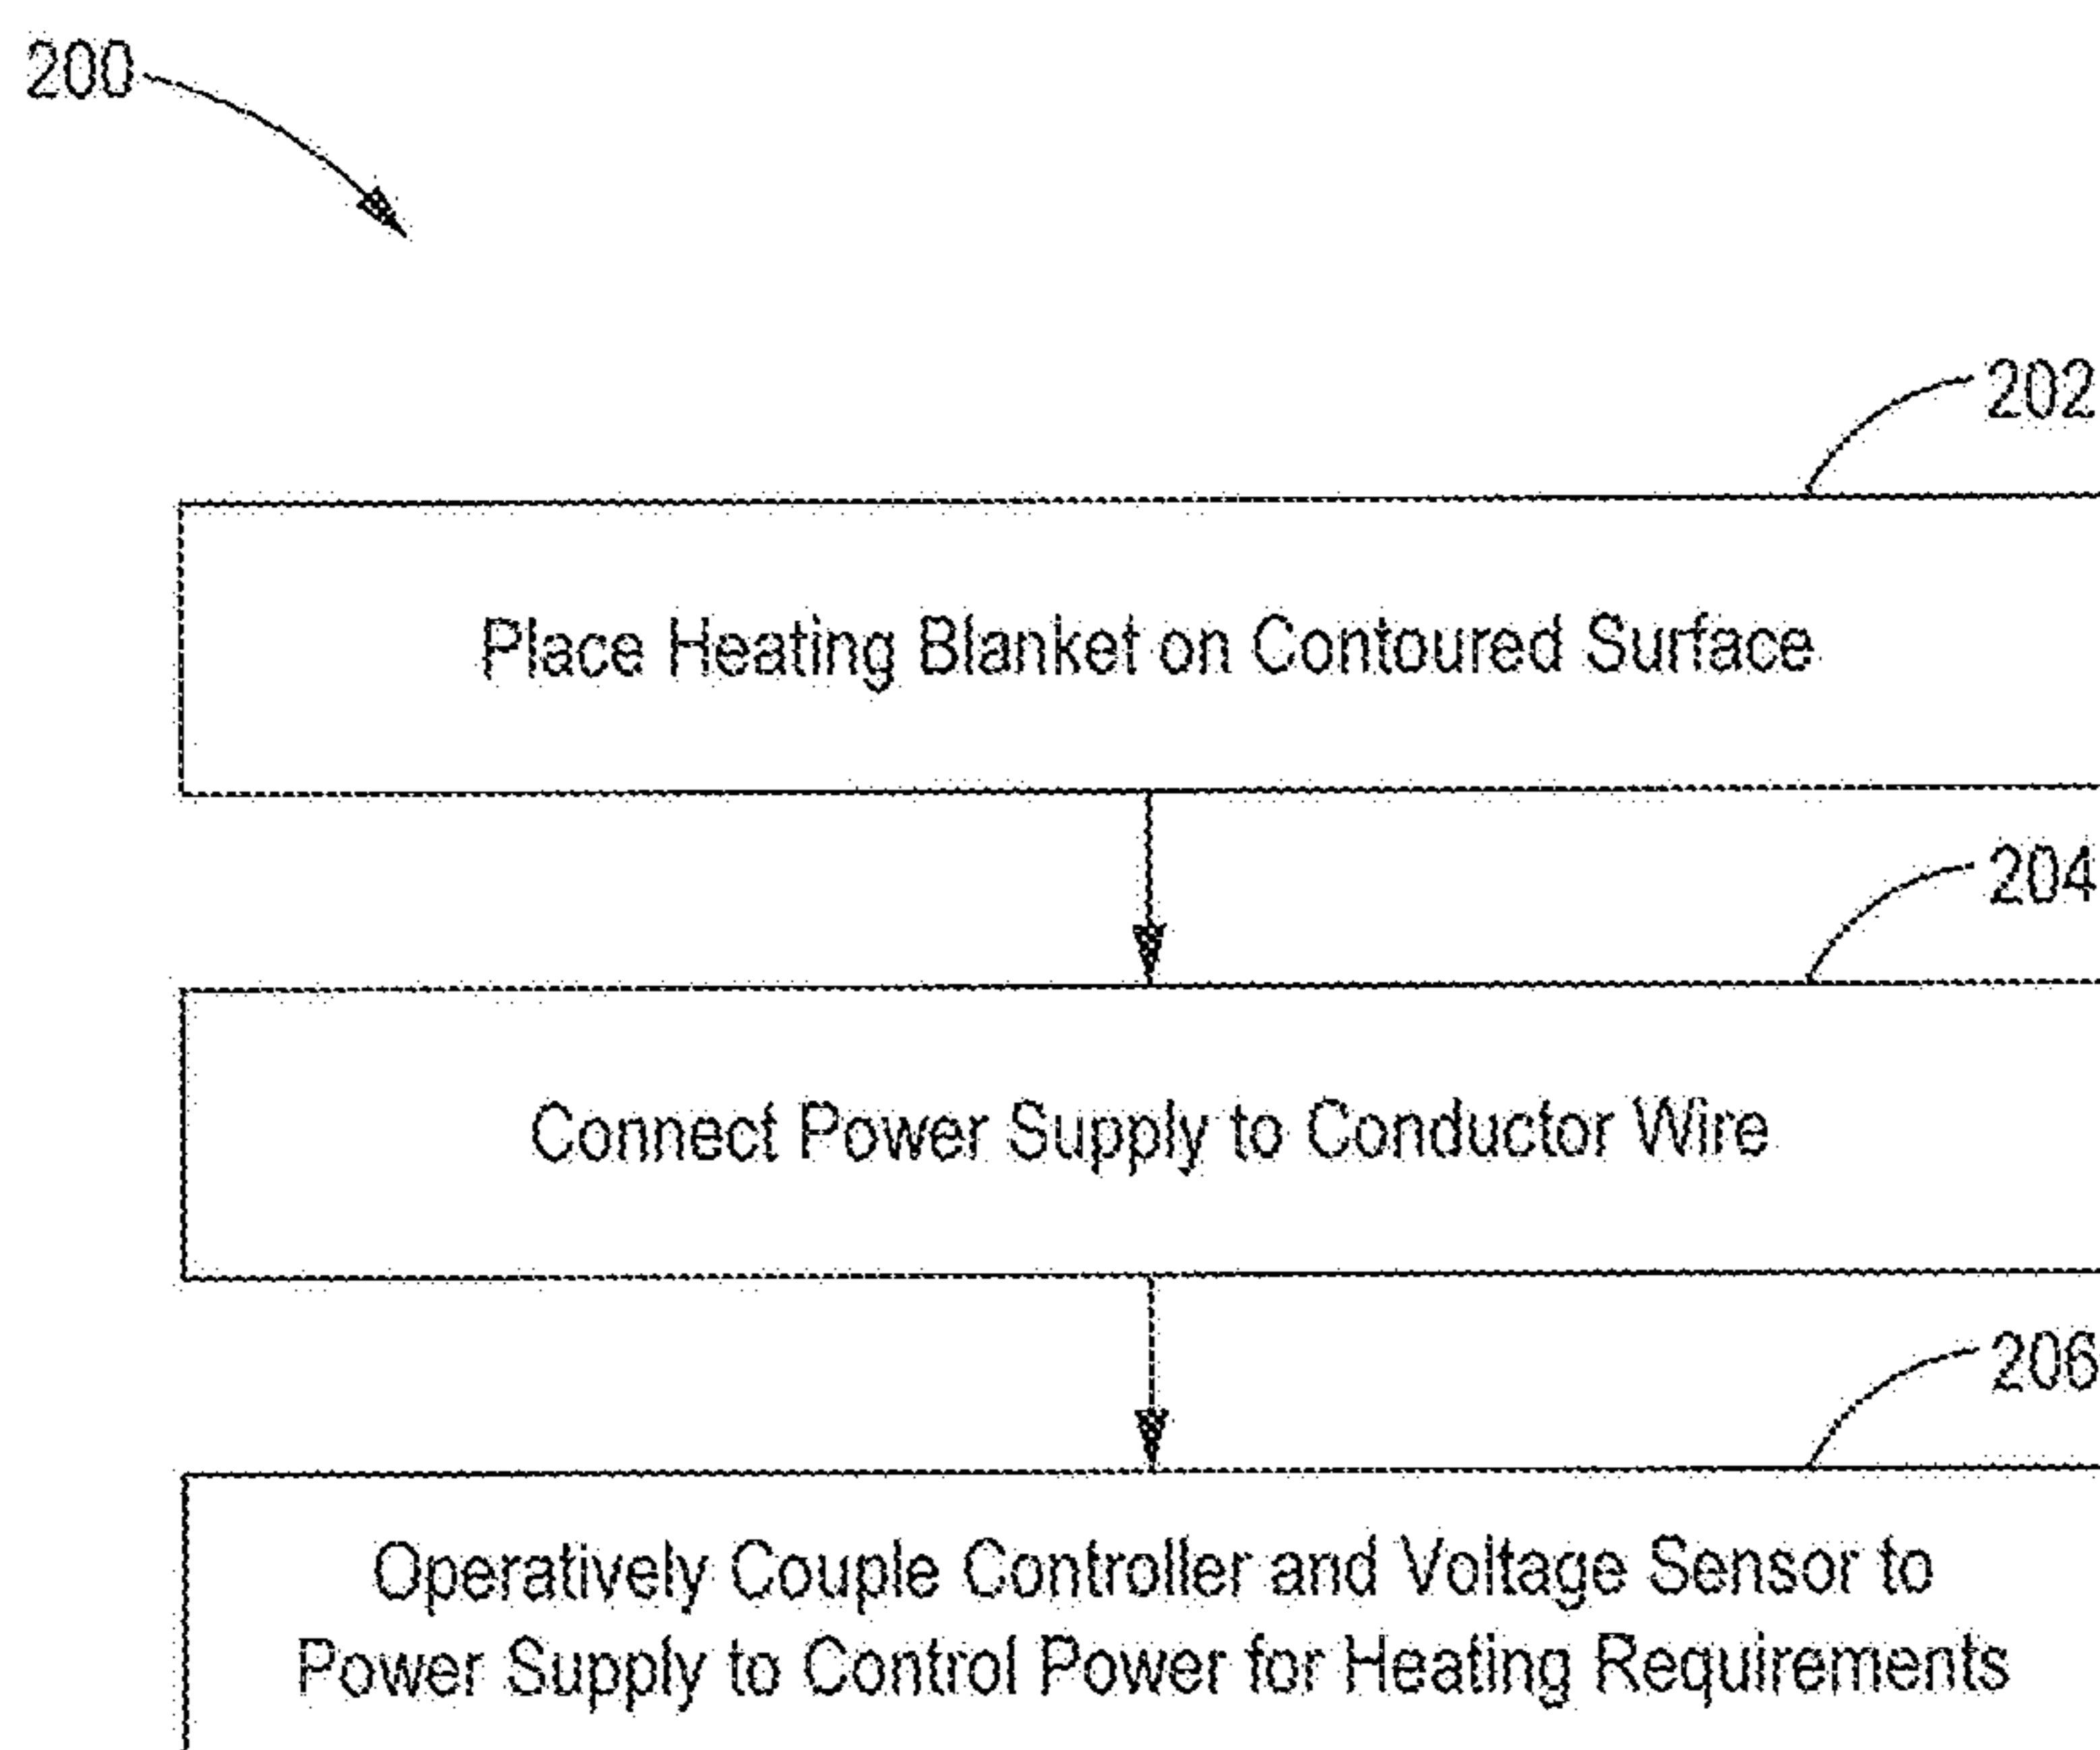 200
202
Place Heating Blanket on Contoured Surface
204
Connect Power Supply to Conductor Wire
206
Operatively Couple Controller and Voltage Sensor to
Power Supply to Control Power for Heating Requirements